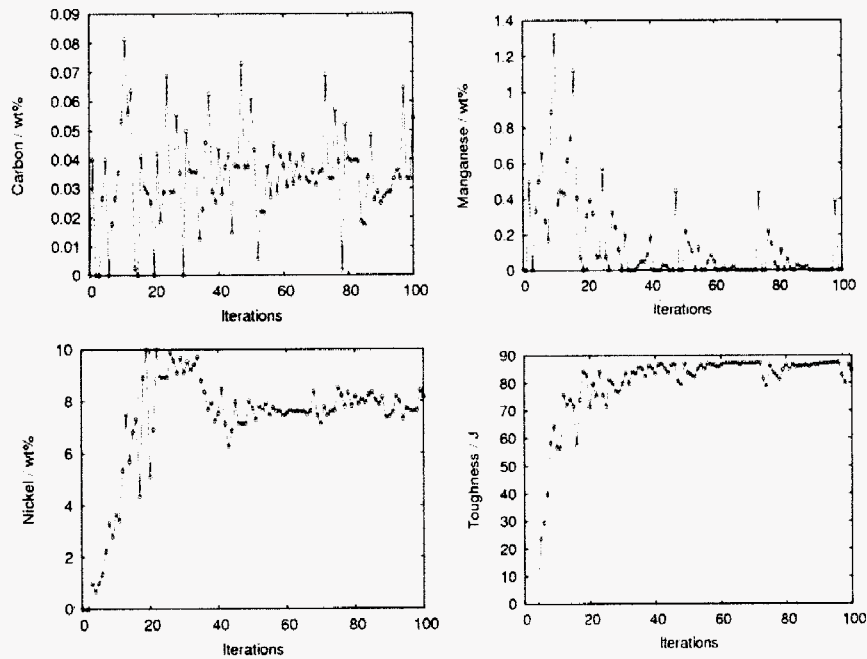 0.09
0.08
0.07
0.06
0.05
0.04
0.03
0.02
0.01
0
Carbon / wt%
0 20 40 60 80 100
Iterations
1.4
1.2
1
0.8
0.6
0.4
0.2
0
Manganese / wt%
0 20 40 60 80 100
Iterations
10
8
6
4
2
0
Nickel / wt%
0 20 40 60 80 100
Iterations
90
80
70
60
50
40
30
20
10
0
Toughness / J
0 20 40 60 80 100
Iterations